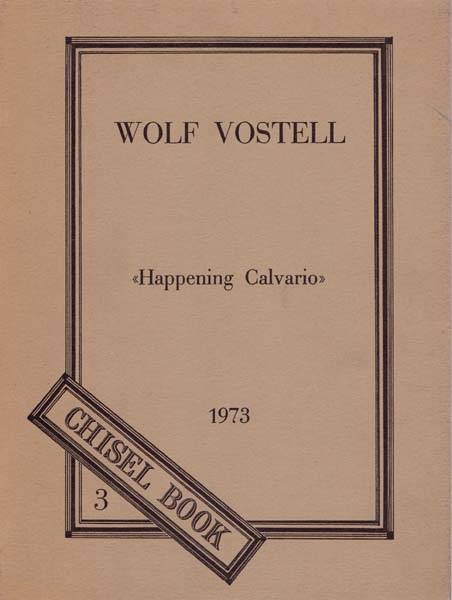 WOLF VOSTELL
«Happening Calvario»
1973
CHISEL BOOK
3